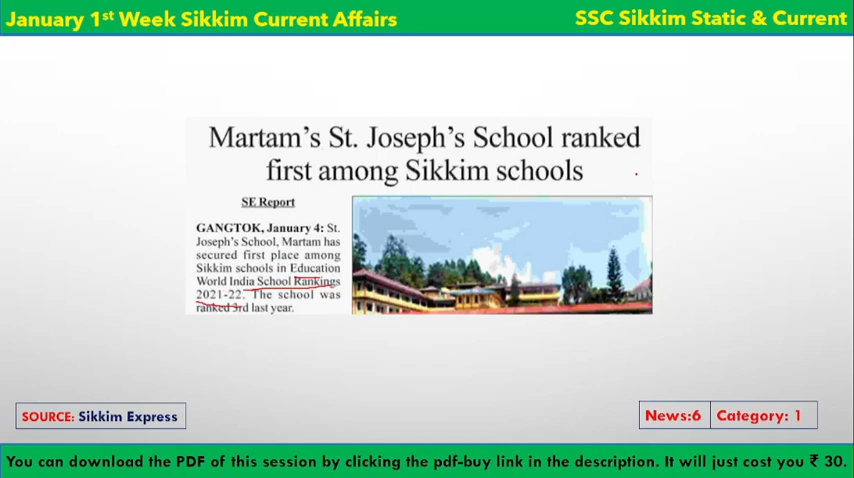 January 1st Week Sikkim Current Affairs
SSC Sikkim Static & Current
Martam's St. Joseph's School ranked
first among Sikkim schools
SE Report
GANGTOK, January 4: St.
Joseph's School, Martam has
secured first place among
Sikkim schools in Education
World India School Rankings
2021-22. The school was
ranked 3rd last year.
SOURCE: Sikkim Express
News:6
Category: 1
You can download the PDF of this session by clicking the pdf-buy link in the description. It will just cost you ₹ 30.